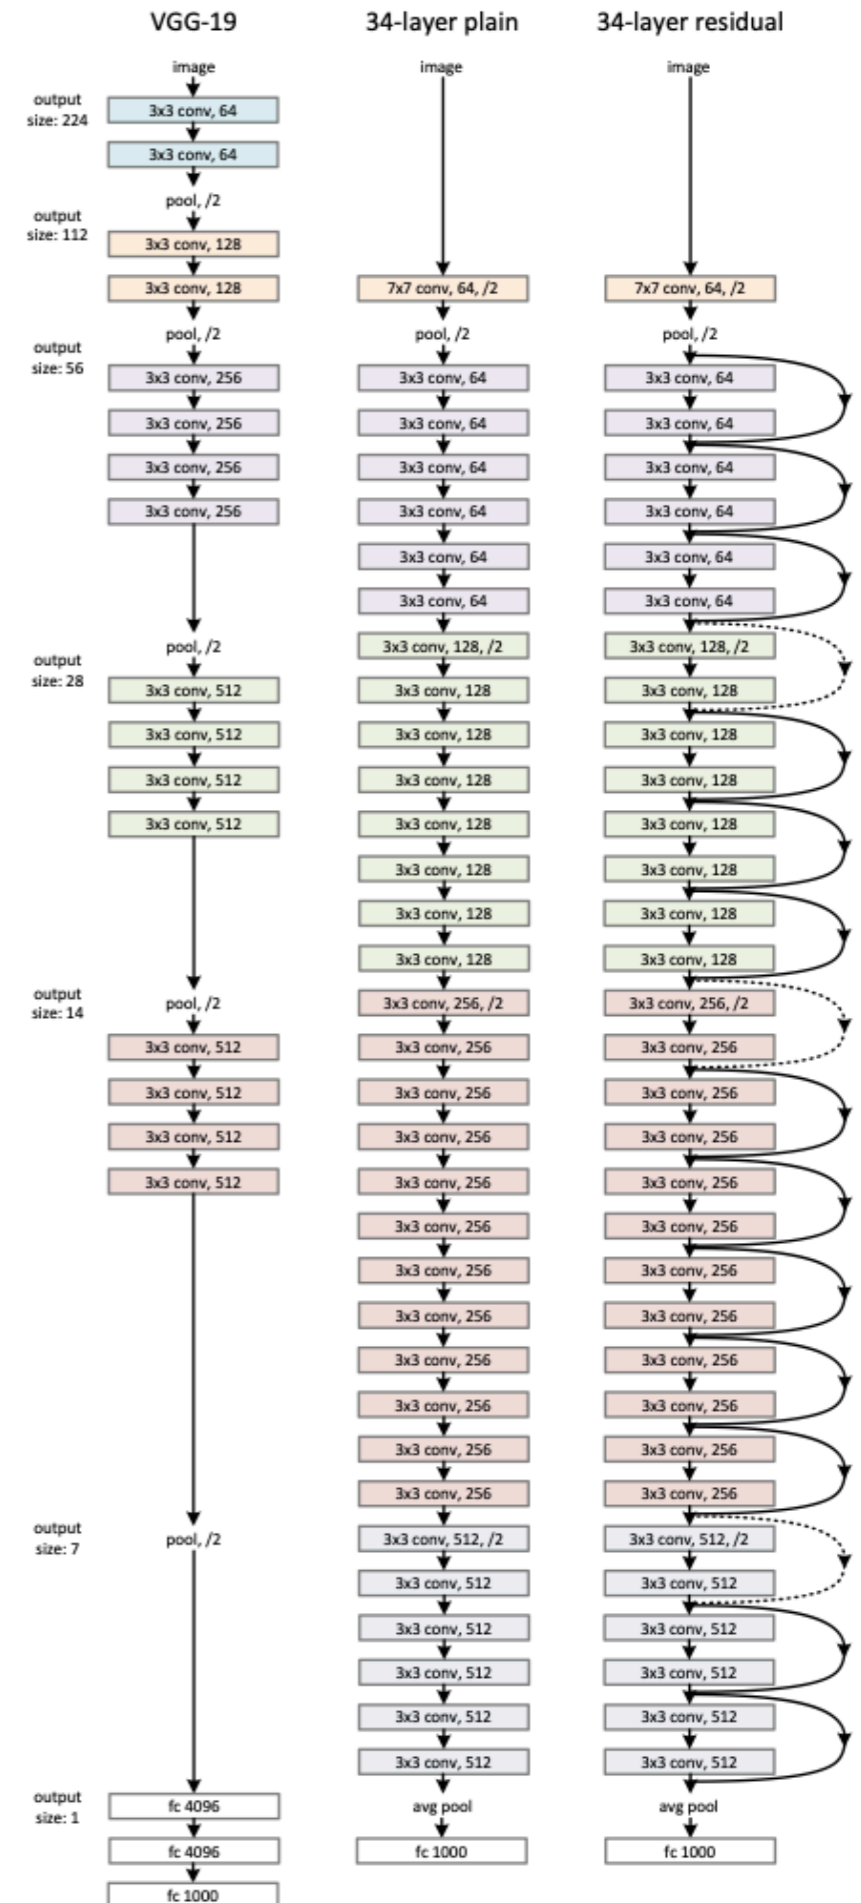 output
size: 224
output
size: 112
output
size: 56
output
size: 28
output
size: 14
output
size: 7
output
size: 1
VGG-19
image
3x3 conv, 64
3x3 conv, 64
pool, /2
3x3 conv, 128
3x3 conv, 128
pool, /2
3x3 conv, 256
3x3 conv, 256
3x3 conv, 256
3x3 conv, 256
pool, /2
3x3 conv, 512
3x3 conv, 512
3x3 conv, 512
3x3 conv, 512
pool, /2
3x3 conv, 512
3x3 conv, 512
3x3 conv, 512
3x3 conv, 512
pool, /2
fc 4096
fc 4096
fc 1000
34-layer plain
image
7x7 conv, 64, /2
pool, /2
3x3 conv, 64
3x3 conv, 64
3x3 conv, 64
3x3 conv, 64
3x3 conv, 64
3x3 conv, 64
3x3 conv, 128, /2
3x3 conv, 128
3x3 conv, 128
3x3 conv, 128
3x3 conv, 128
3x3 conv, 128
3x3 conv, 128
3x3 conv, 128
3x3 conv, 256, /2
3x3 conv, 256
3x3 conv, 256
3x3 conv, 256
3x3 conv, 256
3x3 conv, 256
3x3 conv, 256
3x3 conv, 256
3x3 conv, 256
3x3 conv, 256
3x3 conv, 256
3x3 conv, 256
3x3 conv, 512, /2
3x3 conv, 512
3x3 conv, 512
3x3 conv, 512
3x3 conv, 512
3x3 conv, 512
avg pool
fc 1000
34-layer residual
image
7x7 conv, 64, /2
pool, /2
3x3 conv, 64
3x3 conv, 64
3x3 conv, 64
3x3 conv, 64
3x3 conv, 64
3x3 conv, 64
3x3 conv, 128, /2
3x3 conv, 128
3x3 conv, 128
3x3 conv, 128
3x3 conv, 128
3x3 conv, 128
3x3 conv, 128
3x3 conv, 128
3x3 conv, 256, /2
3x3 conv, 256
3x3 conv, 256
3x3 conv, 256
3x3 conv, 256
3x3 conv, 256
3x3 conv, 256
3x3 conv, 256
3x3 conv, 256
3x3 conv, 256
3x3 conv, 256
3x3 conv, 256
3x3 conv, 512, /2
3x3 conv, 512
3x3 conv, 512
3x3 conv, 512
3x3 conv, 512
3x3 conv, 512
avg pool
fc 1000